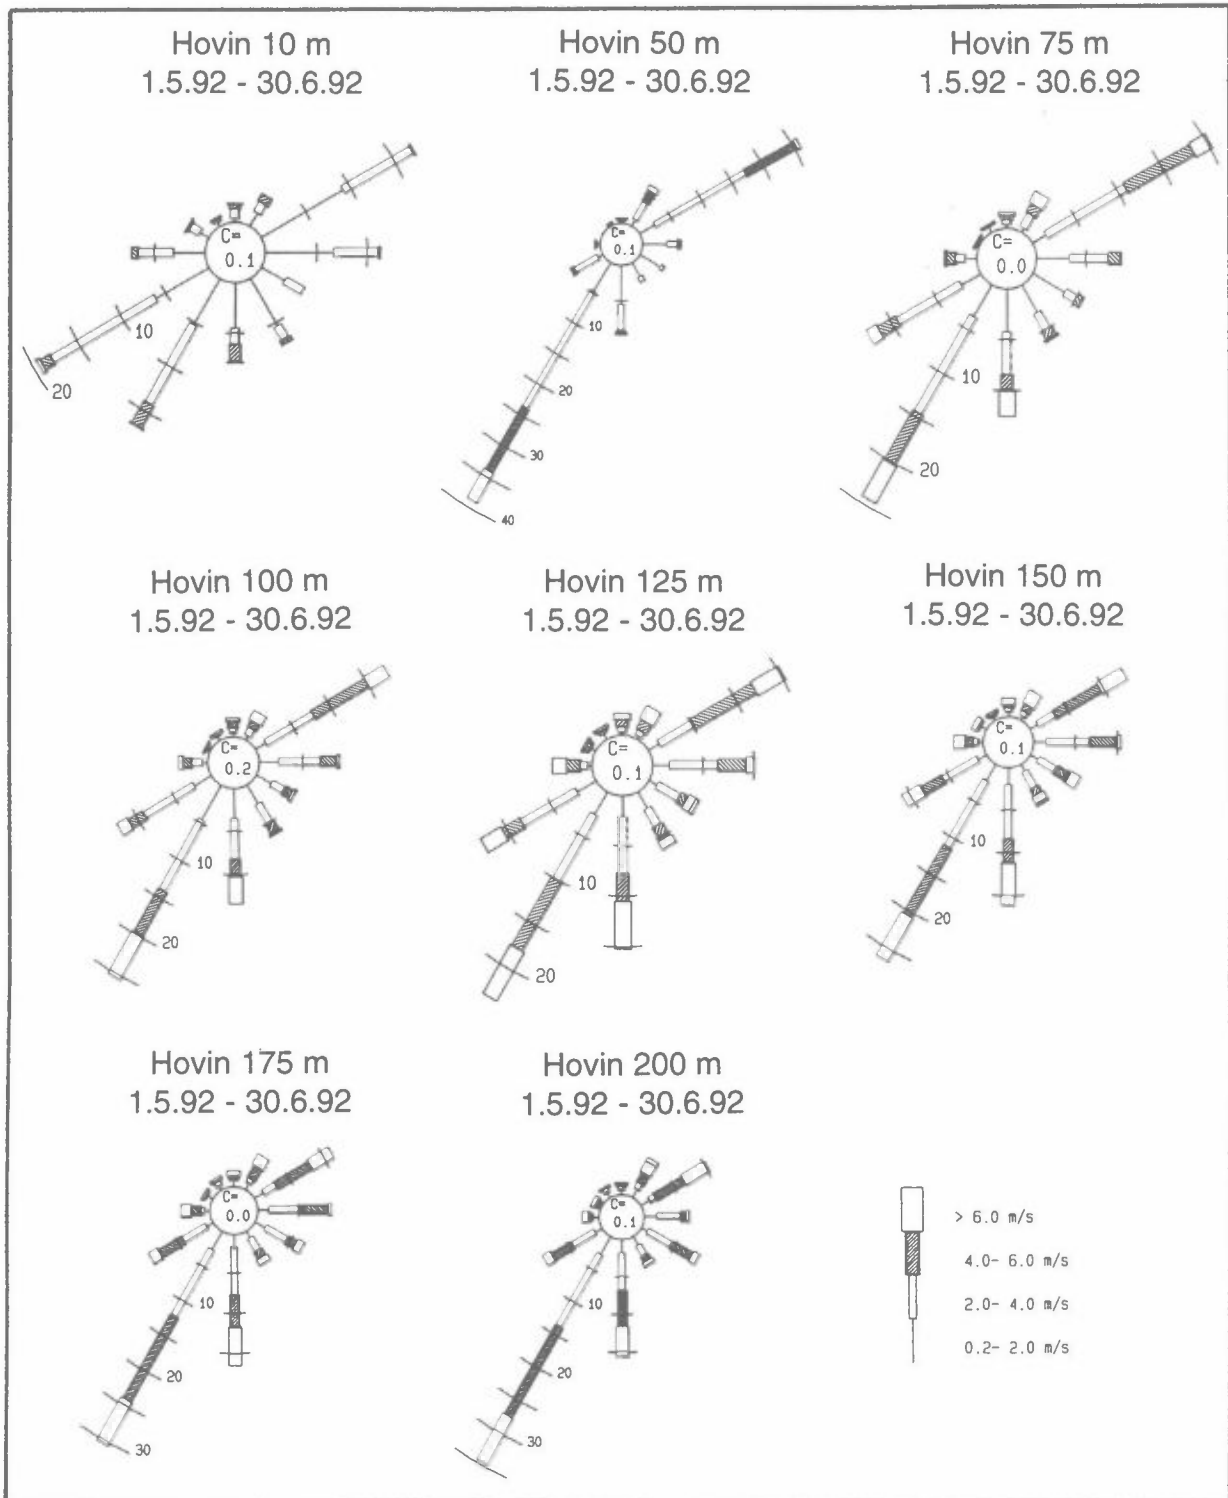 Hovin 10 m
1.5.92 - 30.6.92
C=
0.1
10
20
Hovin 50 m
1.5.92 - 30.6.92
C=
0.1
10
20
30
40
Hovin 75 m
1.5.92 - 30.6.92
C=
0.0
10
20
Hovin 100 m
1.5.92 - 30.6.92
C=
0.2
10
20
Hovin 125 m
1.5.92 - 30.6.92
C=
0.1
10
20
Hovin 150 m
1.5.92 - 30.6.92
C=
0.1
10
20
Hovin 175 m
1.5.92 - 30.6.92
C=
0.0
10
20
30
Hovin 200 m
1.5.92 - 30.6.92
C=
0.1
10
20
30
> 6.0 m/s
4.0- 6.0 m/s
2.0- 4.0 m/s
0.2- 2.0 m/s